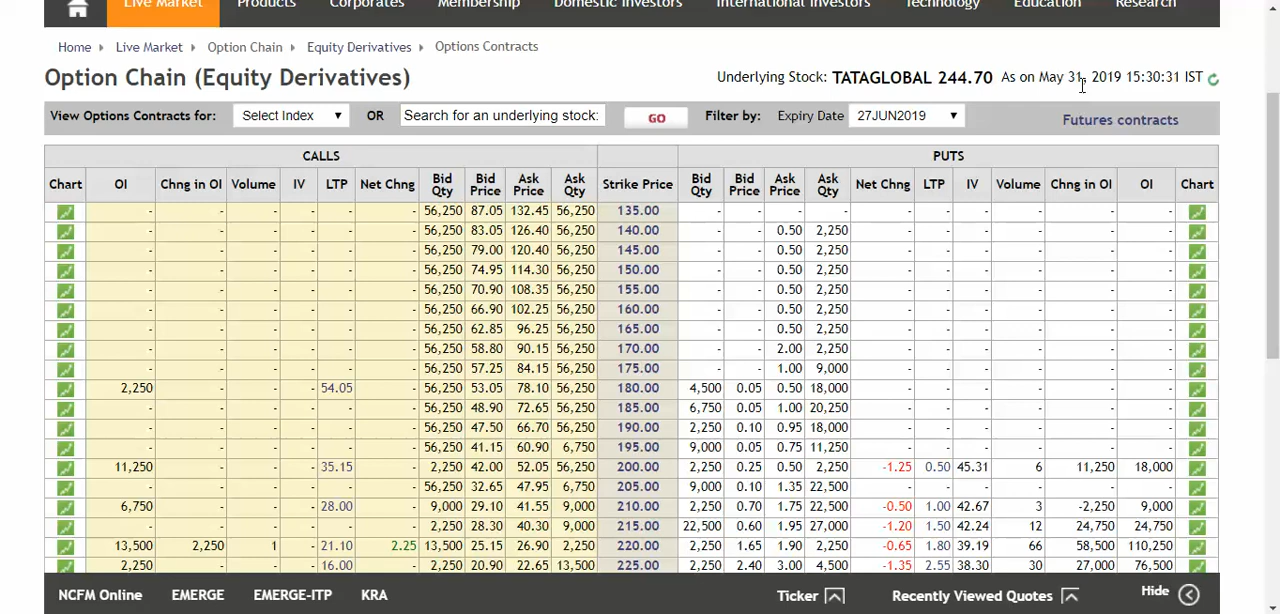 Live Market Products Corporates Membership Domestic Investors International Investors Technology Education Research
Home Live Market Option Chain Equity Derivatives Options Contracts
Option Chain (Equity Derivatives) Underlying Stock: TATAGLOBAL 244.70 As on May 31, 2019 15:30:31 IST
View Options Contracts for: Select Index OR Search for an underlying stock: GO Filter by: Expiry Date 27JUN2019 Futures contracts
CALLS PUTS
Chart OI Chng in OI Volume IV LTP Net Chng Bid Qty Bid Price Ask Price Ask Qty Strike Price Bid Qty Bid Price Ask Price Ask Qty Net Chng LTP IV Volume Chng in OI OI Chart
- - - - - - 56,250 87.05 132.45 56,250 135.00 - - - - - - - - - -
- - - - - - 56,250 83.05 126.40 56,250 140.00 - - 0.50 2,250 - - - - - -
- - - - - - 56,250 79.00 120.40 56,250 145.00 - - 0.50 2,250 - - - - - -
- - - - - - 56,250 74.95 114.30 56,250 150.00 - - 0.50 2,250 - - - - - -
- - - - - - 56,250 70.90 108.35 56,250 155.00 - - 0.50 2,250 - - - - - -
- - - - - - 56,250 66.90 102.25 56,250 160.00 - - 0.50 2,250 - - - - - -
- - - - - - 56,250 62.85 96.25 56,250 165.00 - - 0.50 2,250 - - - - - -
- - - - - - 56,250 58.80 90.15 56,250 170.00 - - 2.00 2,250 - - - - - -
- - - - - - 56,250 57.25 84.15 56,250 175.00 - - 1.00 9,000 - - - - - -
2,250 - - - 54.05 - 56,250 53.05 78.10 56,250 180.00 4,500 0.05 0.50 18,000 - - - - - -
- - - - - - 56,250 48.90 72.65 56,250 185.00 6,750 0.05 1.00 20,250 - - - - - -
- - - - - - 56,250 47.50 66.70 56,250 190.00 2,250 0.10 0.95 18,000 - - - - - -
- - - - - - 56,250 41.15 60.90 6,750 195.00 9,000 0.05 0.75 11,250 - - - - - -
11,250 - - - 35.15 - 2,250 42.00 52.05 56,250 200.00 2,250 0.25 0.50 2,250 -1.25 0.50 45.31 6 11,250 18,000
- - - - - - 56,250 32.65 47.95 6,750 205.00 9,000 0.10 1.35 22,500 - - - - - -
6,750 - - - 28.00 - 9,000 29.10 41.55 56,250 210.00 2,250 0.70 1.75 22,500 -0.50 1.00 42.67 3 -2,250 9,000
- - - - - - 2,250 28.30 40.30 9,000 215.00 22,500 0.60 1.95 27,000 -1.20 1.50 42.24 12 24,750 24,750
13,500 2,250 1 - 21.10 2.25 13,500 25.15 26.90 2,250 220.00 2,250 1.65 1.90 2,250 -0.65 1.80 39.19 66 58,500 110,250
2,250 - - - 16.00 - 2,250 20.90 22.65 13,500 225.00 2,250 2.40 3.00 4,500 -1.35 2.55 38.30 30 27,000 76,500
NCFM Online EMERGE EMERGE-ITP KRA Ticker Recently Viewed Quotes Hide